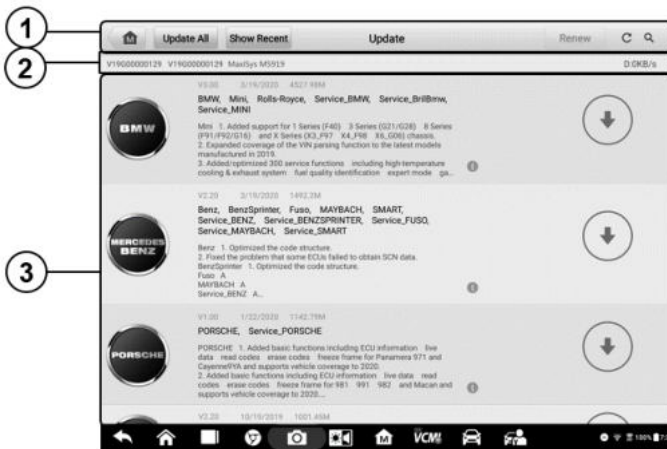 1
Update All Show Recent Update Renew
2
V19G00000129 V19G00000129 MaxiSys MS919 D:0KB/s
V3.00 3/19/2020 4527.98M
BMW, Mini, Rolls-Royce, Service_BMW, Service_BrilBmw,
Service_MINI
BMW
Mini 1. Added support for 1 Series (F40) 3 Series (G21/G28) 8 Series
(F91/F92/G16) and X Series (X3_F97 X4_F98 X6_G06) chassis.
2. Expanded coverage of the VIN parsing function to the latest models
manufactured in 2019.
3. Added/optimized 300 service functions including high-temperature
cooling & exhaust system fuel quality identification expert mode ga...
V2.20 3/19/2020 1492.2M
Benz, BenzSprinter, Fuso, MAYBACH, SMART,
Service_BENZ, Service_BENZSPRINTER, Service_FUSO,
Service_MAYBACH, Service_SMART
MERCEDES
BENZ
Benz 1. Optimized the code structure.
2. Fixed the problem that some ECUs failed to obtain SCN data.
BenzSprinter 1. Optimized the code structure.
Fuso A
MAYBACH A
Service_BENZ A...
3
V1.00 1/22/2020 1142.79M
PORSCHE, Service_PORSCHE
PORSCHE
PORSCHE 1. Added basic functions including ECU information live
data read codes erase codes freeze frame for Panamera 971 and
Cayenne9YA and supports vehicle coverage to 2020.
2. Added basic functions including ECU information live data read
codes erase codes freeze frame for 981 991 982 and Macan and
supports vehicle coverage to 2020....
V2.20 10/19/2019 1001.45M
VCMI 100%